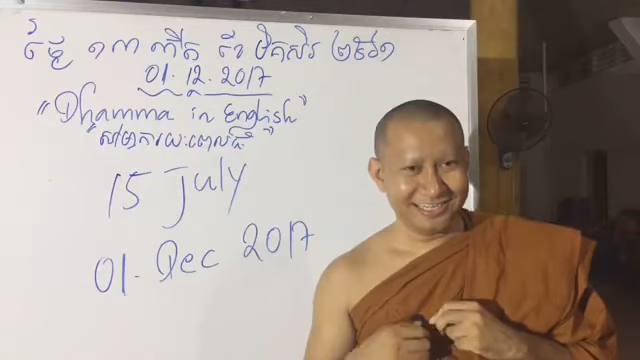 ថ្ងៃ ១៣ កើត ខែ មិគសិរ ២៥៦១
01. 12. 2017
"Dhamma in English"
15 July
01. Dec 2017